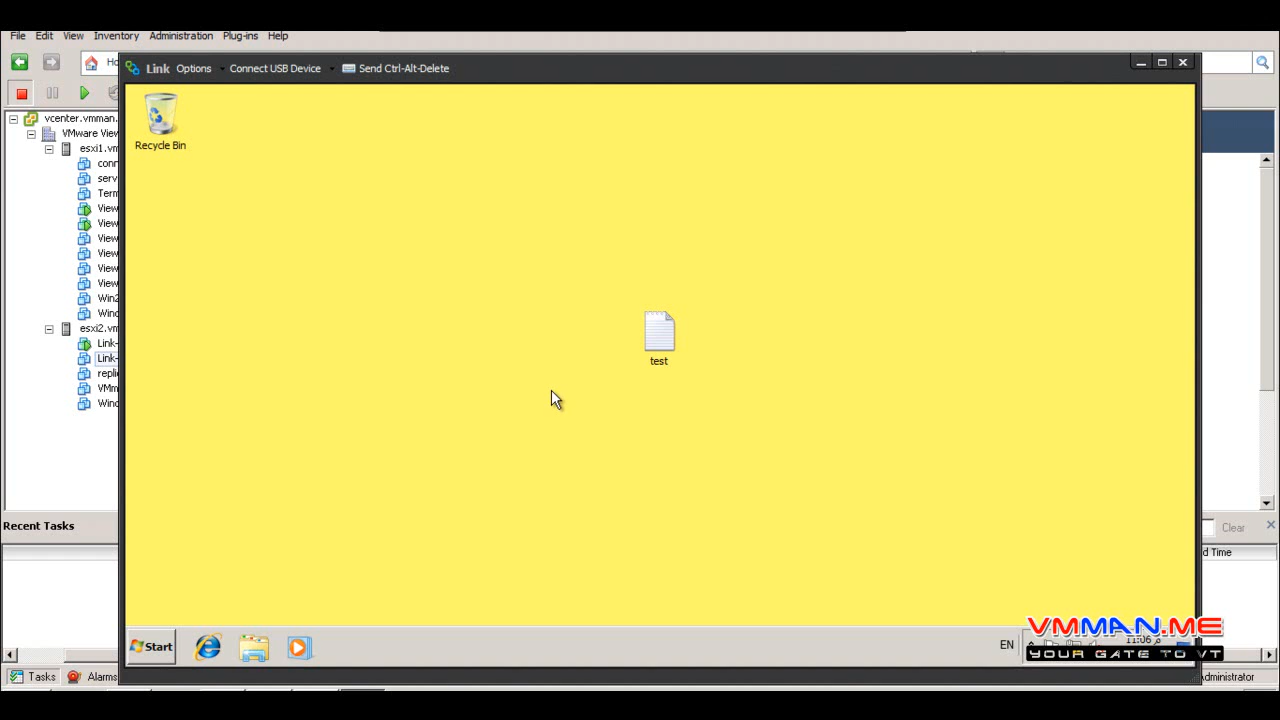 File Edit View Inventory Administration Plug-ins Help
Ho
Link Options Connect USB Device Send Ctrl-Alt-Delete
Recycle Bin
vcenter.vmman.
VMware View
esxi1.vm
conn
serv
Term
View
View
View
View
View
View
Win2
Wind
esxi2.vm
Link-
Link-
repli
VMm
Wind
test
Recent Tasks
Clear
d Time
Start
EN
11:06
VMMAN.ME
YOUR GATE TO VT
Tasks
Alarms
Administrator